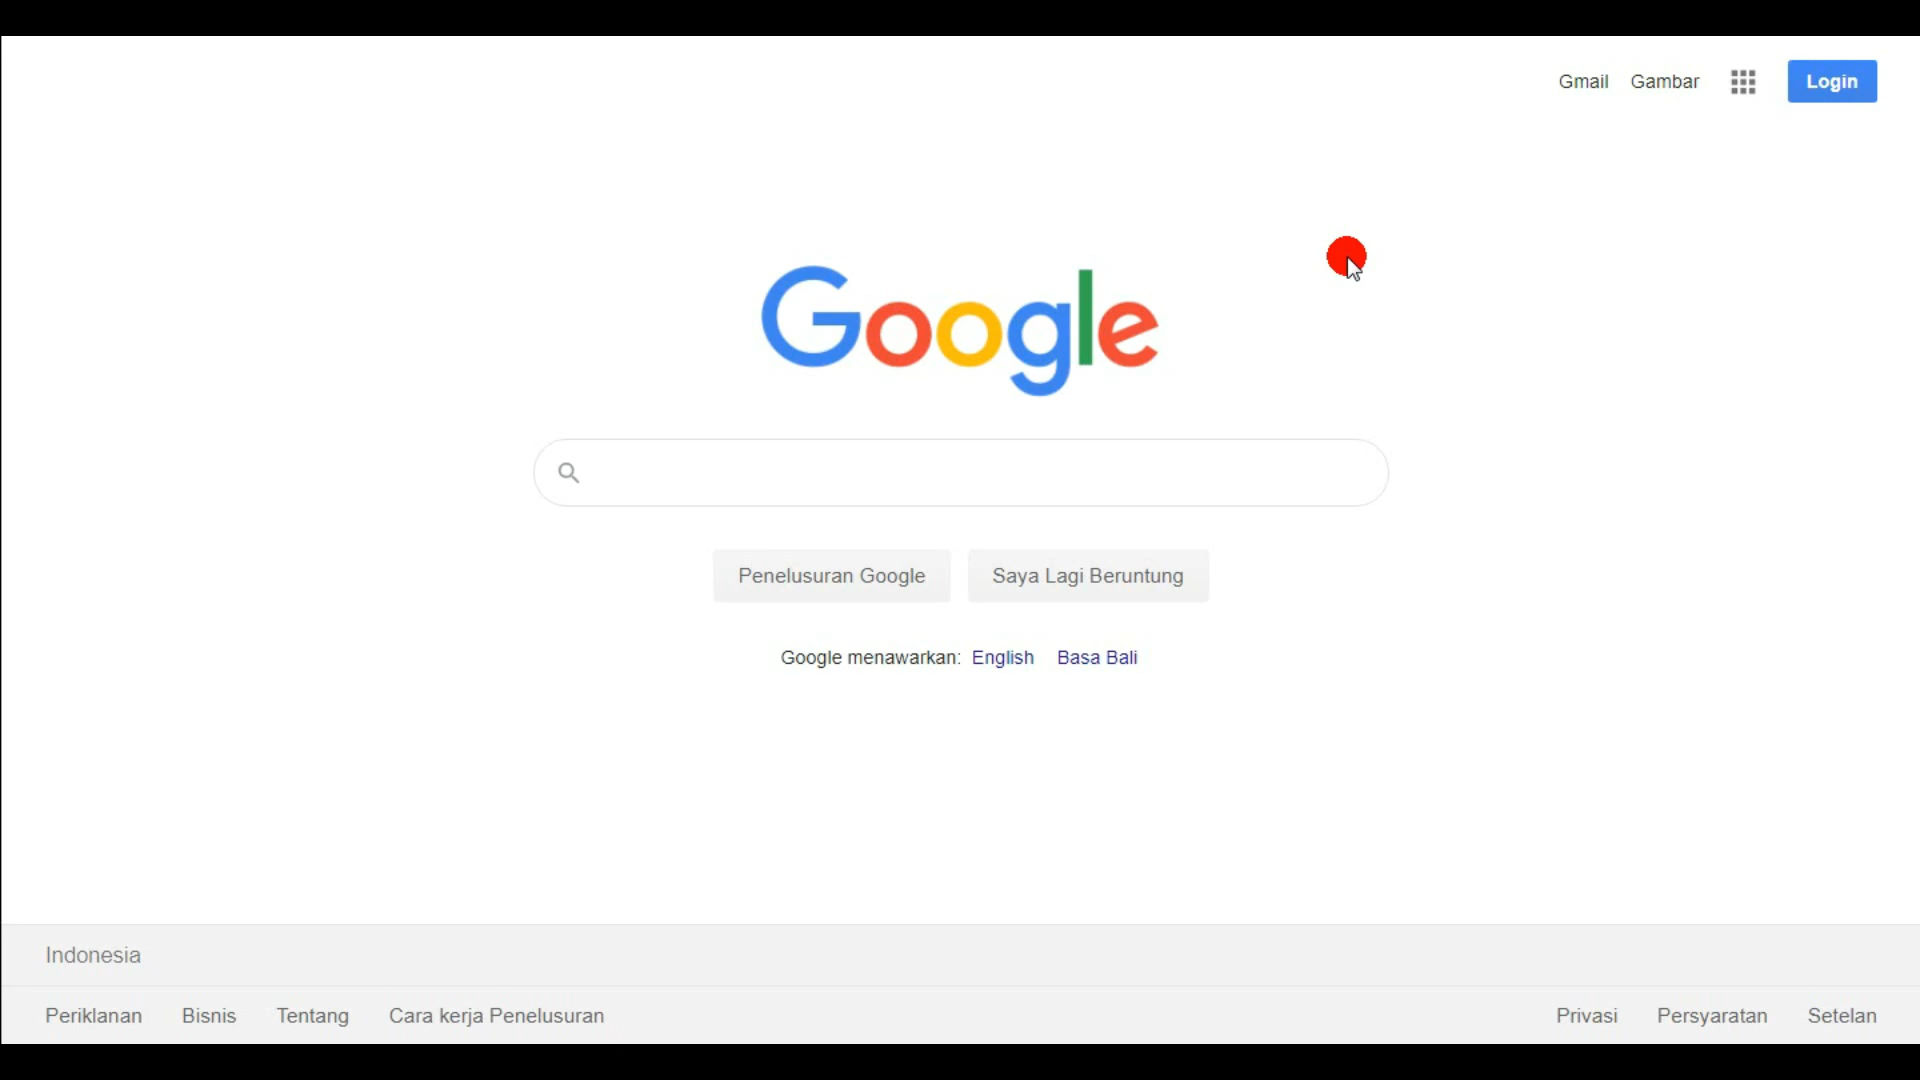 Gmail Gambar Login
Google
Penelusuran Google Saya Lagi Beruntung
Google menawarkan: English Basa Bali
Indonesia
Periklanan Bisnis Tentang Cara kerja Penelusuran Privasi Persyaratan Setelan